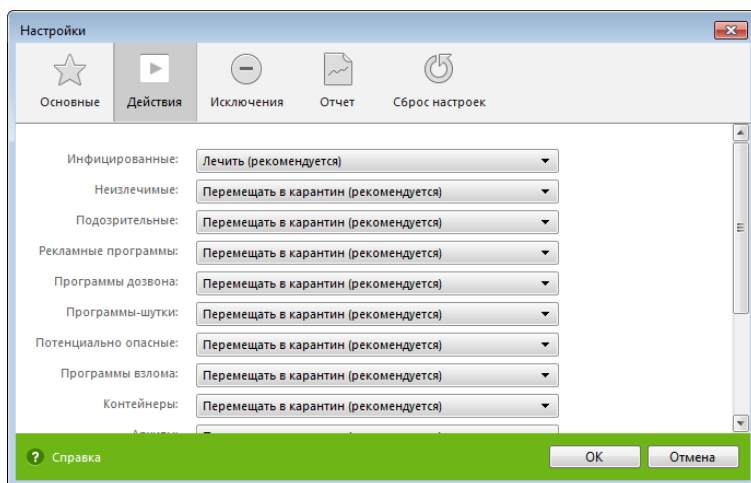 Настройки
Основные
Действия
Исключения
Отчет
Сброс настроек
Инфицированные: Лечить (рекомендуется)
Неизлечимые: Перемещать в карантин (рекомендуется)
Подозрительные: Перемещать в карантин (рекомендуется)
Рекламные программы: Перемещать в карантин (рекомендуется)
Программы дозвона: Перемещать в карантин (рекомендуется)
Программы-шутки: Перемещать в карантин (рекомендуется)
Потенциально опасные: Перемещать в карантин (рекомендуется)
Программы взлома: Перемещать в карантин (рекомендуется)
Контейнеры: Перемещать в карантин (рекомендуется)
? Справка
OK
Отмена